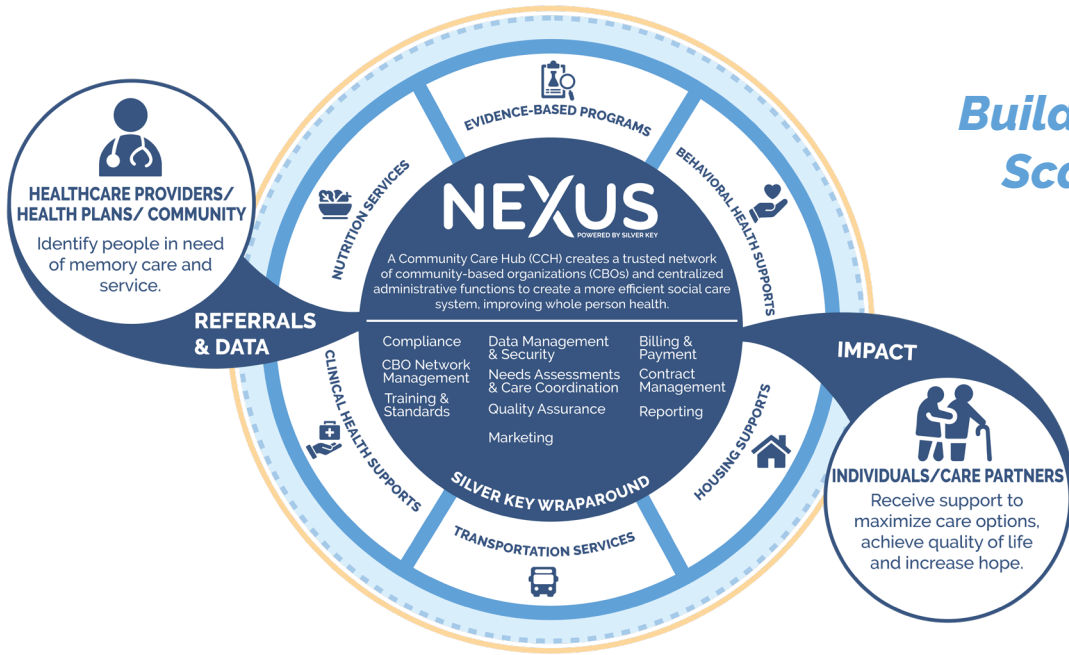 HEALTHCARE PROVIDERS/
HEALTH PLANS/ COMMUNITY
Identify people in need
of memory care and
service.
REFERRALS
& DATA
EVIDENCE-BASED PROGRAMS
BEHAVIORAL HEALTH SUPPORTS
HOUSING SUPPORTS
TRANSPORTATION SERVICES
CLINICAL HEALTH SUPPORTS
NUTRITION SERVICES
NEXUS
POWERED BY SILVER KEY
A Community Care Hub (CCH) creates a trusted network
of community-based organizations (CBOs) and centralized
administrative functions to create a more efficient social care
system, improving whole person health.
Compliance
CBO Network
Management
Training &
Standards
Data Management
& Security
Needs Assessments
& Care Coordination
Quality Assurance
Marketing
Billing &
Payment
Contract
Management
Reporting
SILVER KEY WRAPAROUND
IMPACT
INDIVIDUALS/CARE PARTNERS
Receive support to
maximize care options,
achieve quality of life
and increase hope.